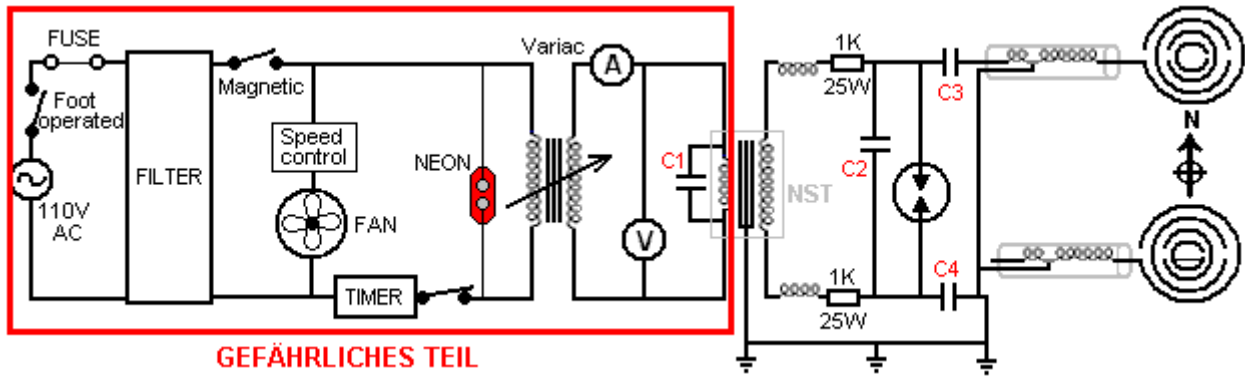 FUSE
Foot
operated
110V
AC
FILTER
Magnetic
Speed
control
FAN
NEON
TIMER
Variac
A
V
C1
NST
1K
25W
C2
C3
C4
1K
25W
N
GEFÄHRLICHES TEIL